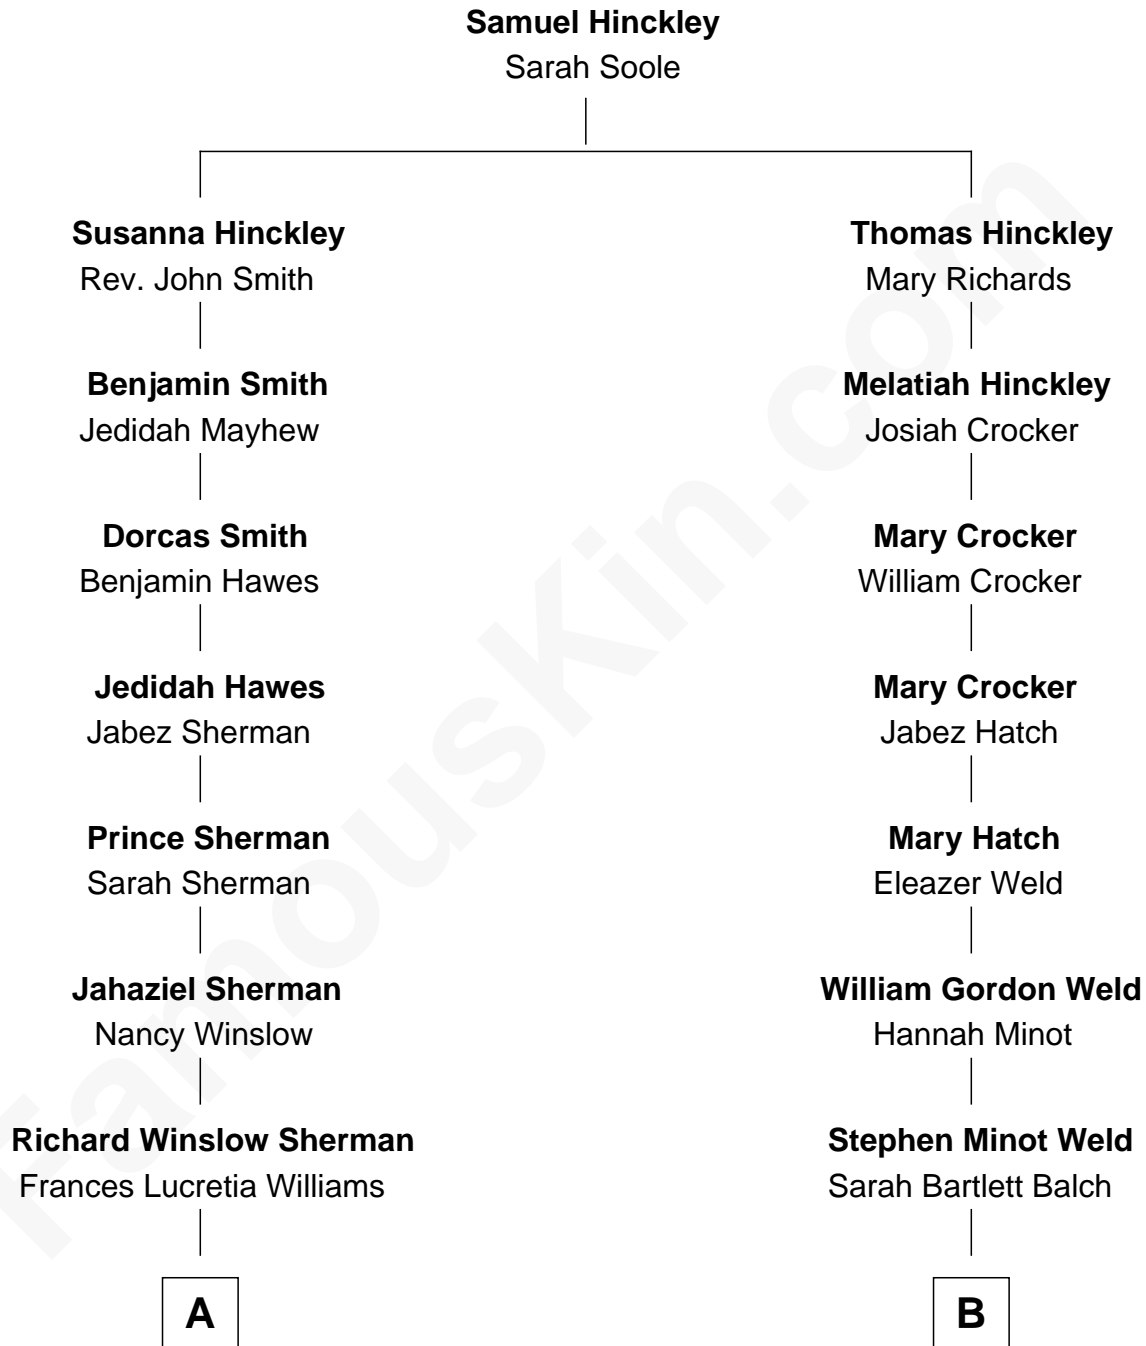 Samuel Hinckley
Sarah Soole
Susanna Hinckley
Rev. John Smith
Thomas Hinckley
Mary Richards
Benjamin Smith
Jedidah Mayhew
Melatiah Hinckley
Josiah Crocker
Dorcas Smith
Benjamin Hawes
Mary Crocker
William Crocker
Jedidah Hawes
Jabez Sherman
Mary Crocker
Jabez Hatch
Prince Sherman
Sarah Sherman
Mary Hatch
Eleazer Weld
Jahaziel Sherman
Nancy Winslow
William Gordon Weld
Hannah Minot
Richard Winslow Sherman
Frances Lucretia Williams
Stephen Minot Weld
Sarah Bartlett Balch
A
B
FamousKin.com